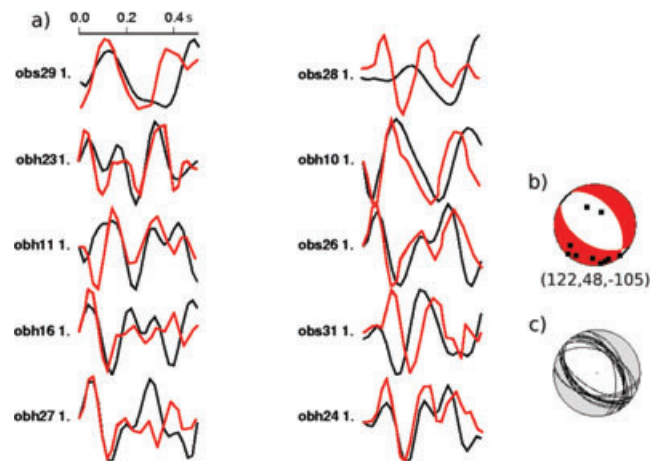 a) 0.0 0.2 0.4 s
obs29 1.
obh231.
obh11 1.
obh16 1.
obh27 1.
obs28 1.
obh10 1.
obs26 1.
obs31 1.
obh24 1.
b)
(122,48,-105)
c)